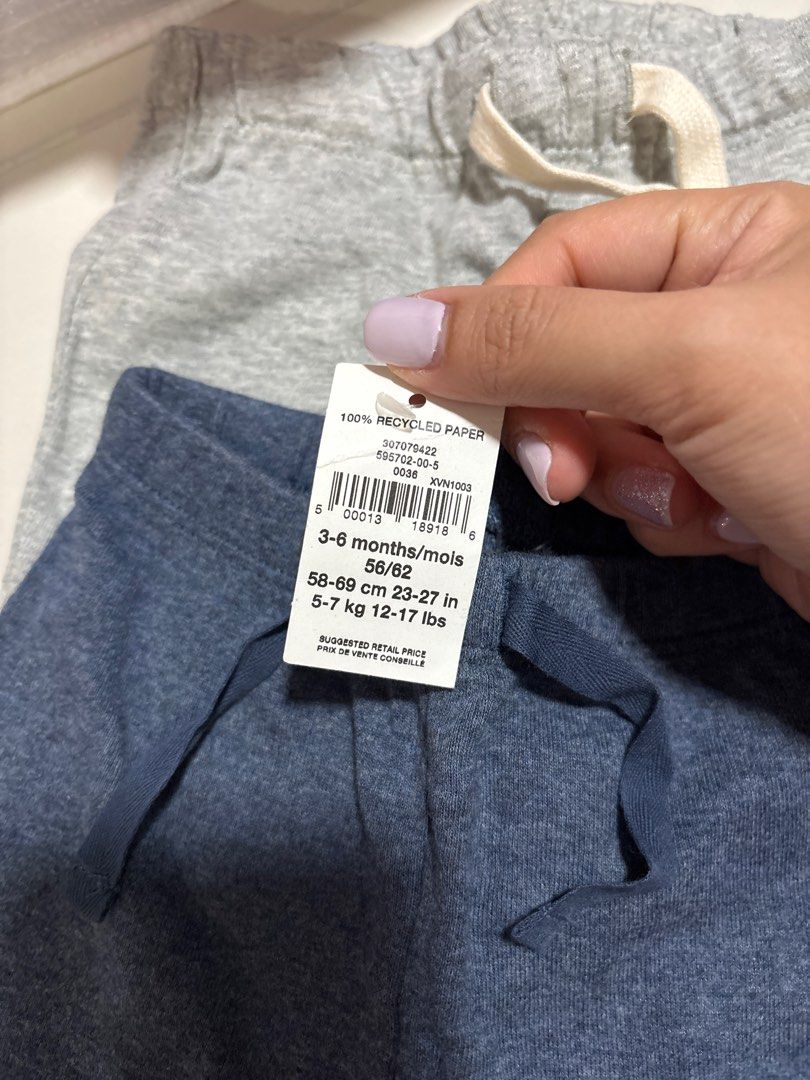 100% RECYCLED PAPER
307079422
595702-00-5
0036 XVN1003
5 00013 18918 6
3-6 months/mois
56/62
58-69 cm 23-27 in
5-7 kg 12-17 lbs
SUGGESTED RETAIL PRICE
PRIX DE VENTE CONSEILLÉ